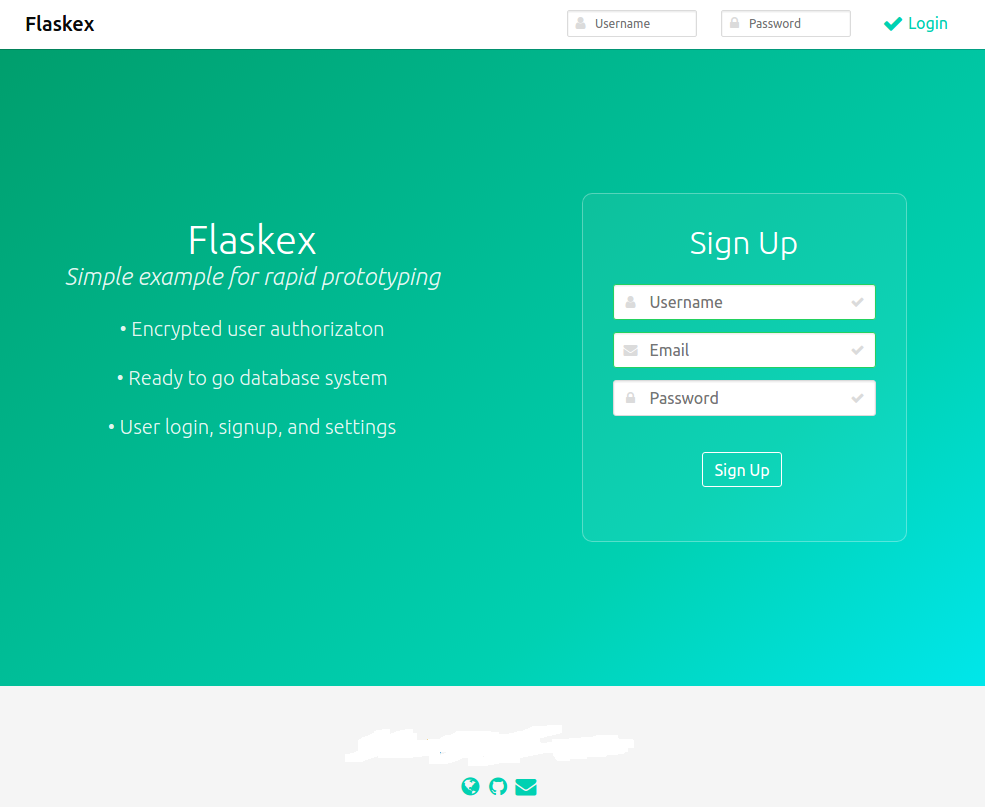 Flaskex
Username
Password
Login
Flaskex
Simple example for rapid prototyping
• Encrypted user authorizaton
• Ready to go database system
• User login, signup, and settings
Sign Up
Username
Email
Password
Sign Up